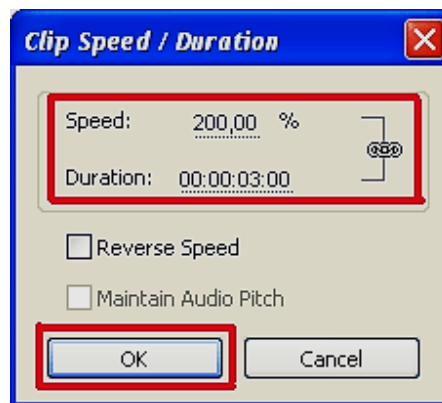 Clip Speed / Duration
Speed: 200,00 %
Duration: 00:00:03:00
Reverse Speed
Maintain Audio Pitch
OK Cancel